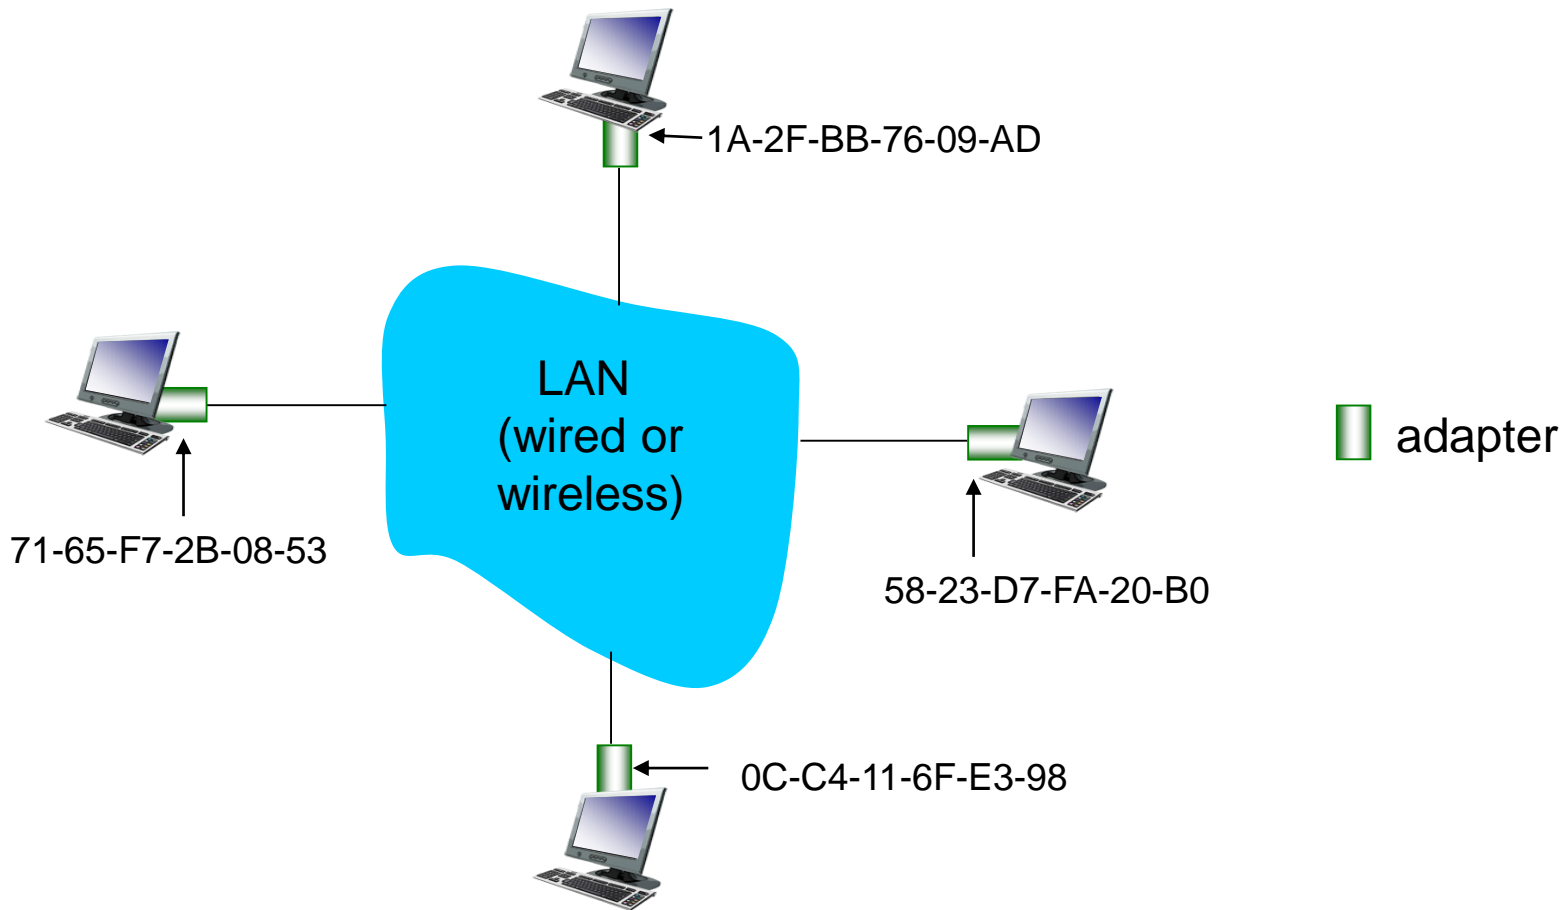 1A-2F-BB-76-09-AD
LAN
(wired or
wireless)
adapter
71-65-F7-2B-08-53
58-23-D7-FA-20-B0
0C-C4-11-6F-E3-98